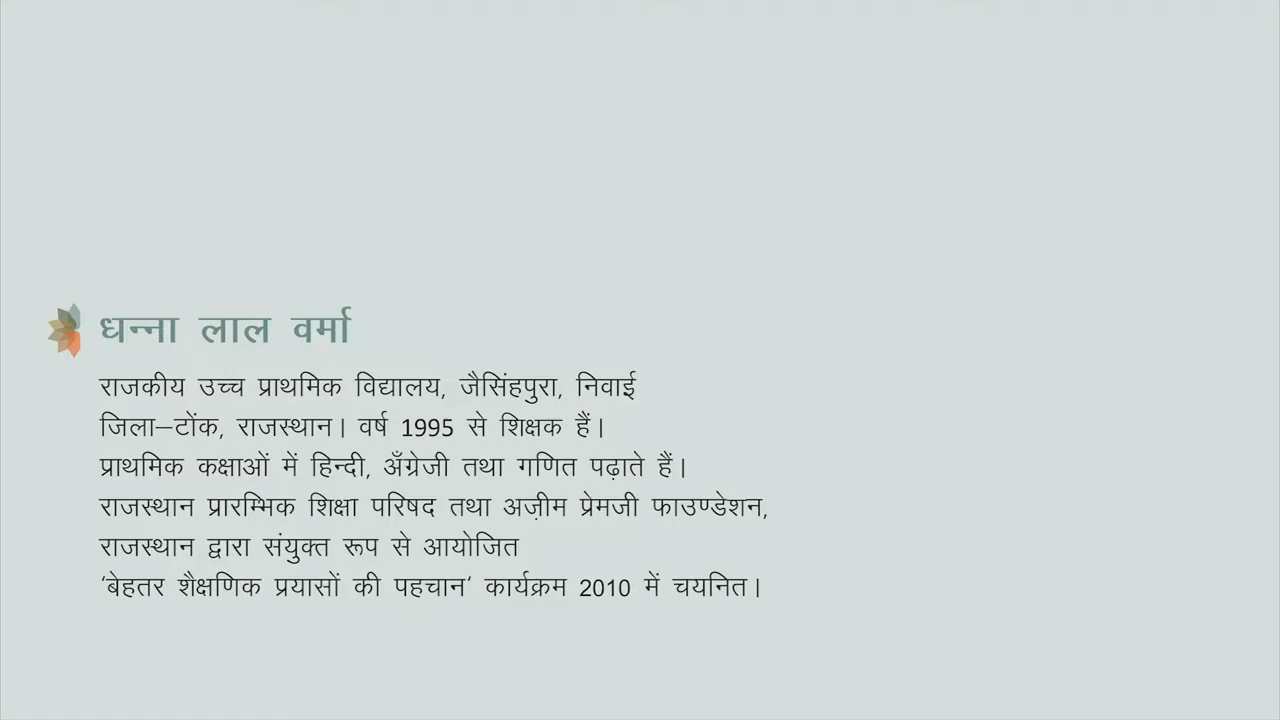 धन्ना लाल वर्मा
राजकीय उच्च प्राथमिक विद्यालय, जैसिंहपुरा, निवाई
जिला–टोंक, राजस्थान। वर्ष 1995 से शिक्षक हैं।
प्राथमिक कक्षाओं में हिन्दी, अँग्रेजी तथा गणित पढ़ाते हैं।
राजस्थान प्रारम्भिक शिक्षा परिषद तथा अज़ीम प्रेमजी फाउण्डेशन,
राजस्थान द्वारा संयुक्त रूप से आयोजित
‘बेहतर शैक्षणिक प्रयासों की पहचान‘ कार्यक्रम 2010 में चयनित।